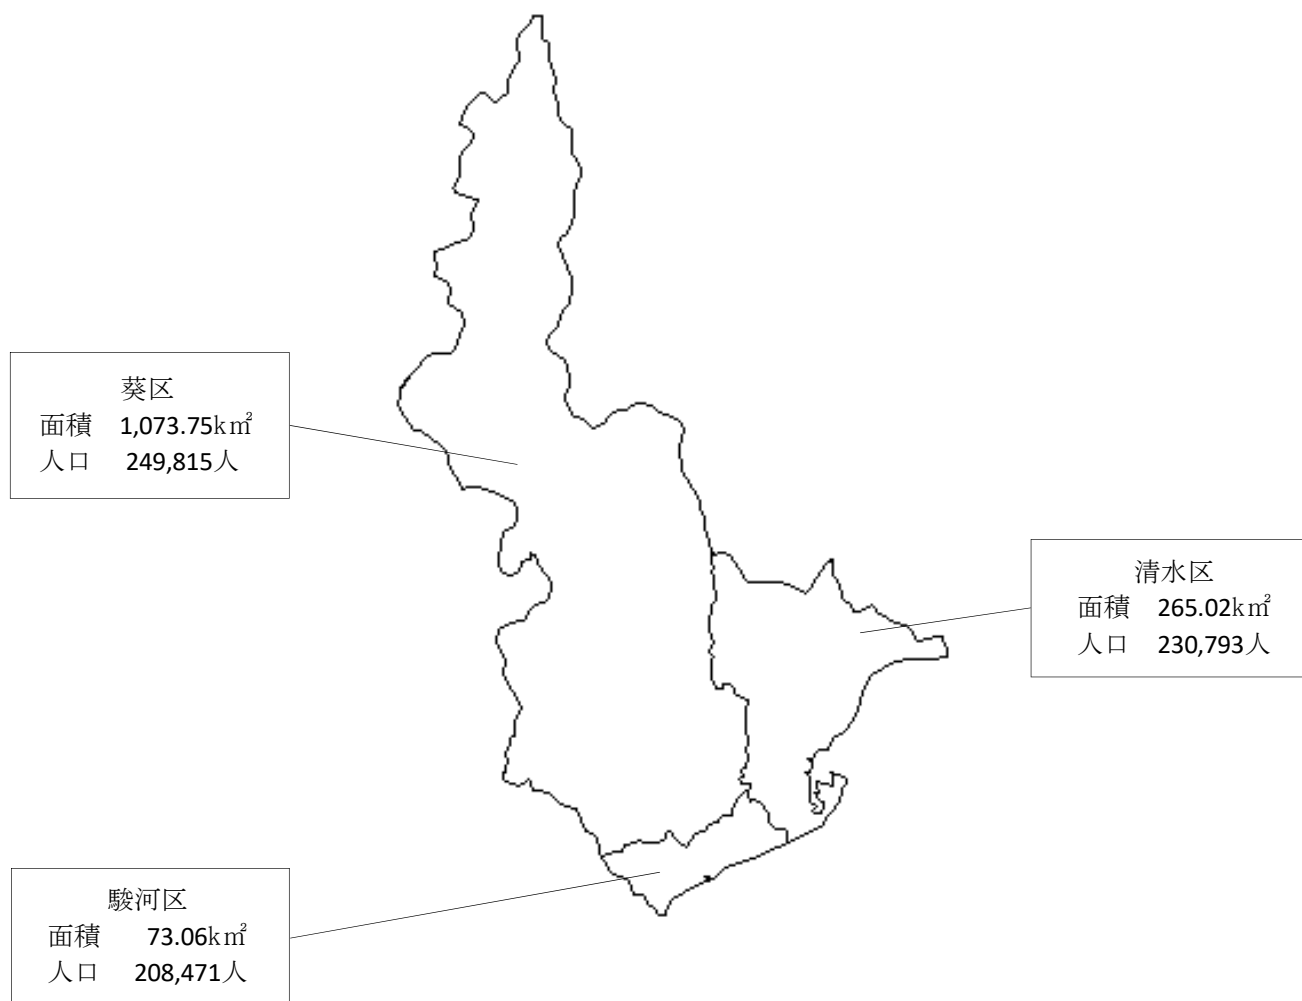 葵区
面積 1,073.75k㎡
人口 249,815人
清水区
面積 265.02k㎡
人口 230,793人
駿河区
面積 73.06k㎡
人口 208,471人